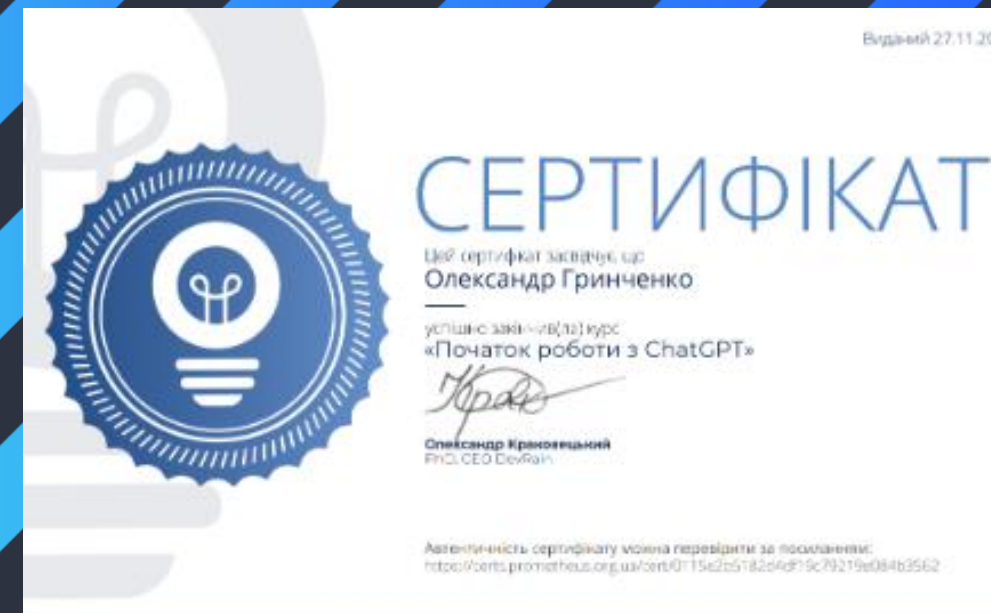 Виданий 27.11.20
СЕРТИФІКАТ
Цей сертифікат засвідчує, що
Олександр Гринченко
успішно закінчив(ла) курс
«Початок роботи з ChatGPT»
Олександр Краковецький
PhD, CEO DevRain
Автентичність сертифікату можна перевірити за посиланням: